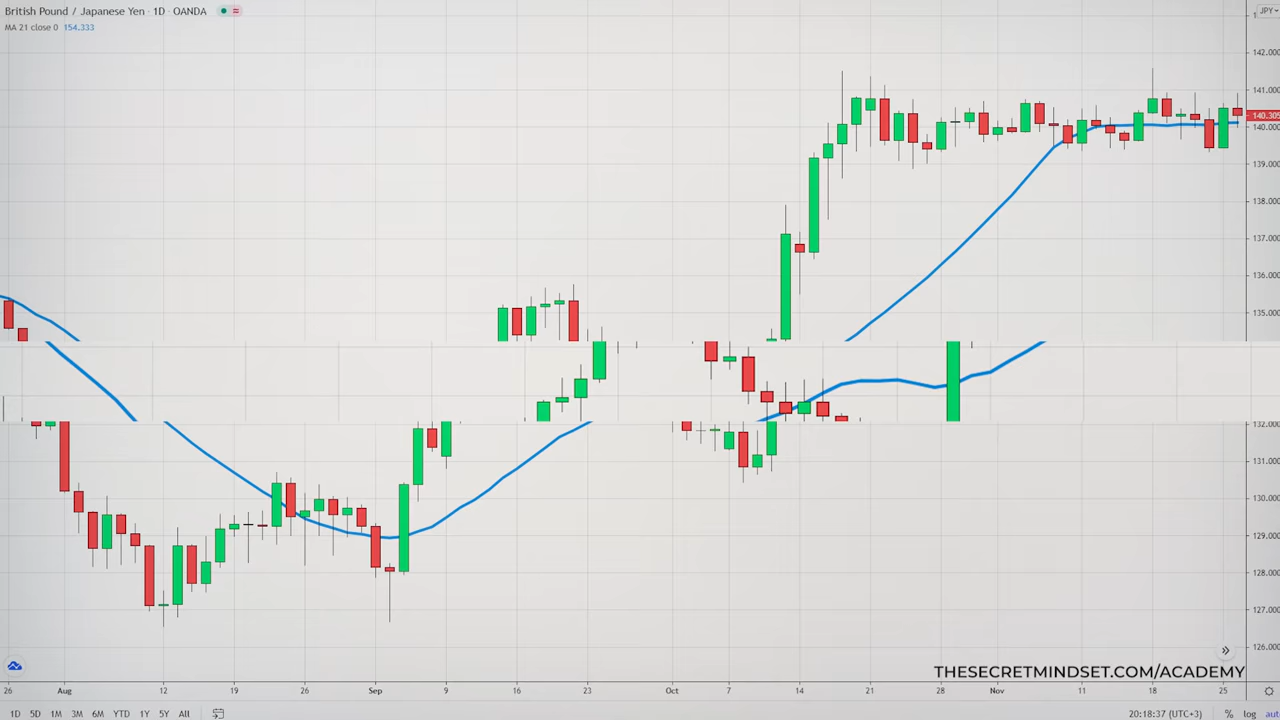 British Pound / Japanese Yen · 1D · OANDA
JPY
MA 21 close 0 154.333
142.000
141.000
140.305
140.000
139.000
138.000
137.000
136.000
135.000
132.000
131.000
130.000
129.000
128.000
127.000
126.000
THESECRETMINDSET.COM/ACADEMY
26 Aug 12 19 26 Sep 9 16 23 Oct 7 14 21 28 Nov 11 18 25
1D 5D 1M 3M 6M YTD 1Y 5Y All 20:18:37 (UTC+3) % log